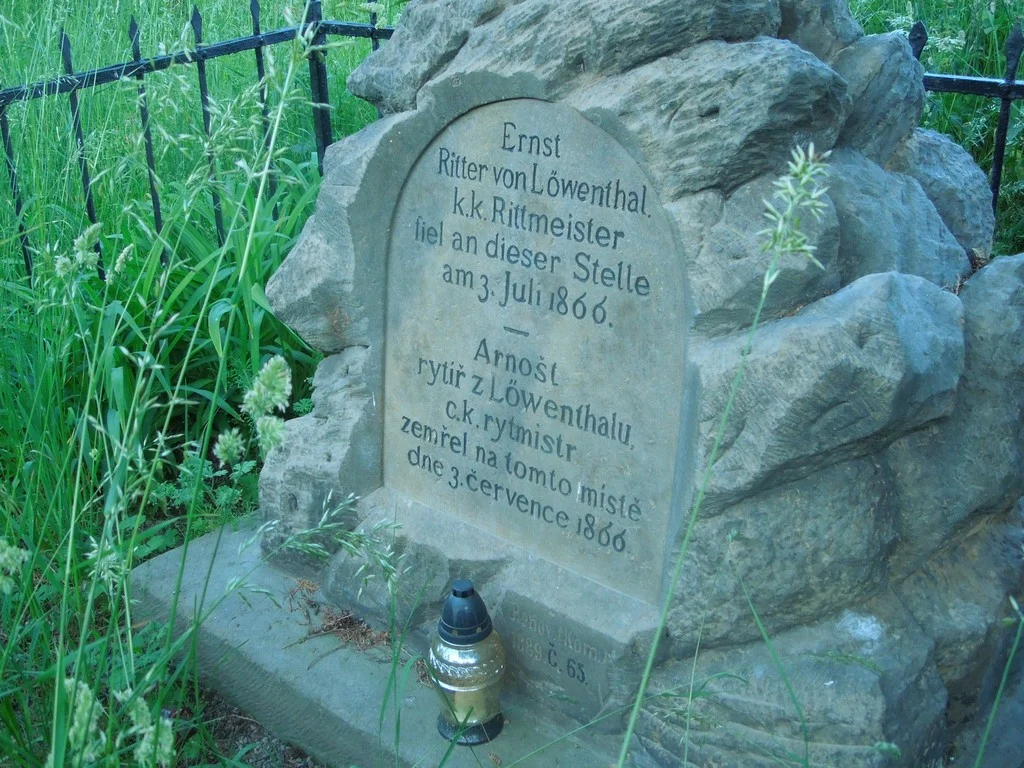 Ernst
Ritter von Löwenthal.
k.k. Rittmeister
fiel an dieser Stelle
am 3. Juli 1866.
—
Arnošt
rytíř z Löwenthalu,
c.k. rytmistr
zemřel na tomto místě
dne 3. července 1866.
Č. 65.